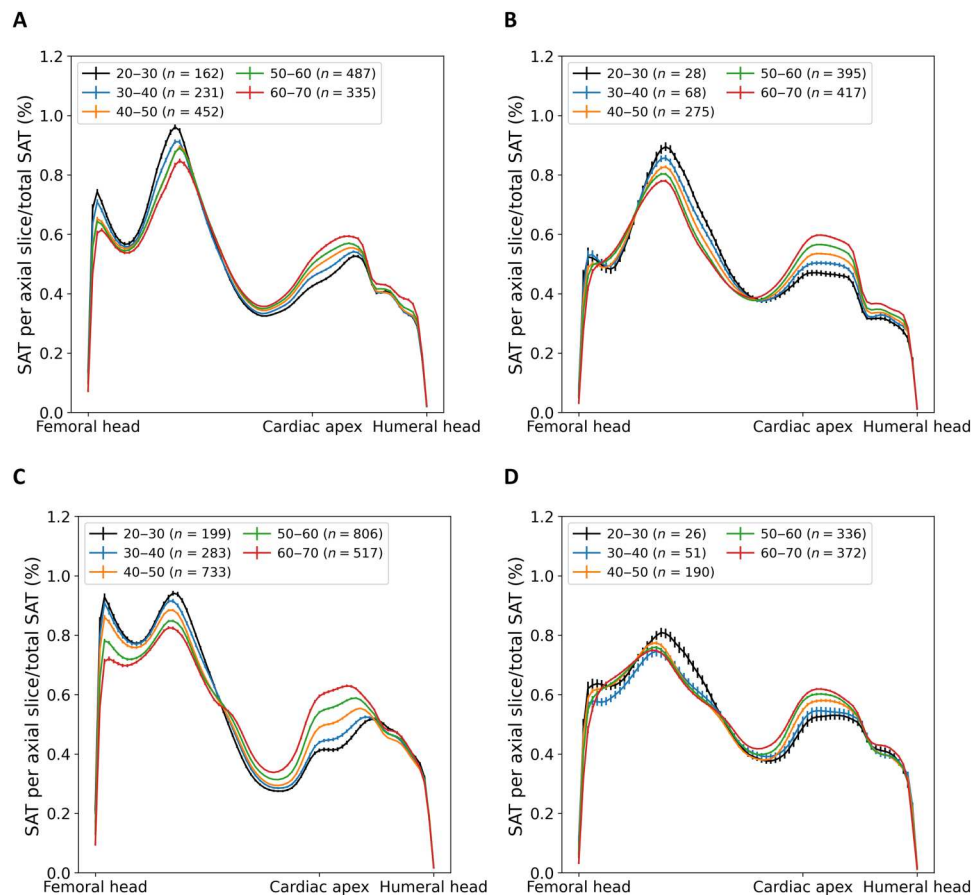 A
B
SAT per axial slice/total SAT (%)
1.2
1.0
0.8
0.6
0.4
0.2
0.0
20–30 (n = 162)
30–40 (n = 231)
40–50 (n = 452)
50–60 (n = 487)
60–70 (n = 335)
Femoral head
Cardiac apex
Humeral head
SAT per axial slice/total SAT (%)
1.2
1.0
0.8
0.6
0.4
0.2
0.0
20–30 (n = 28)
30–40 (n = 68)
40–50 (n = 275)
50–60 (n = 395)
60–70 (n = 417)
Femoral head
Cardiac apex
Humeral head
C
D
SAT per axial slice/total SAT (%)
1.2
1.0
0.8
0.6
0.4
0.2
0.0
20–30 (n = 199)
30–40 (n = 283)
40–50 (n = 733)
50–60 (n = 806)
60–70 (n = 517)
Femoral head
Cardiac apex
Humeral head
SAT per axial slice/total SAT (%)
1.2
1.0
0.8
0.6
0.4
0.2
0.0
20–30 (n = 26)
30–40 (n = 51)
40–50 (n = 190)
50–60 (n = 336)
60–70 (n = 372)
Femoral head
Cardiac apex
Humeral head